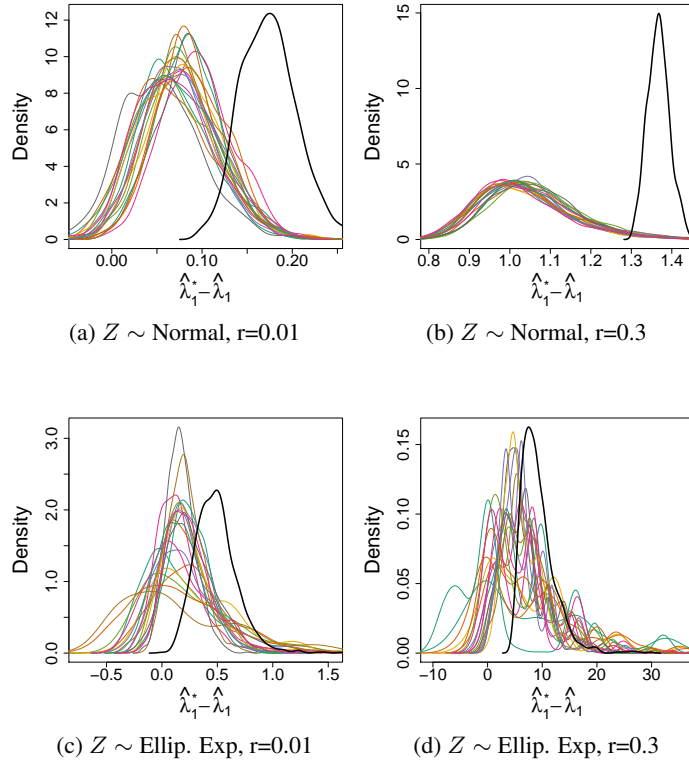 Density
0 2 4 6 8 10 12
0.00 0.10 0.20
λ̂₁* − λ̂₁
(a) Z ∼ Normal, r=0.01
Density
0 5 10 15
0.8 0.9 1.0 1.1 1.2 1.3 1.4
λ̂₁* − λ̂₁
(b) Z ∼ Normal, r=0.3
Density
0.0 1.0 2.0 3.0
−0.5 0.0 0.5 1.0 1.5
λ̂₁* − λ̂₁
(c) Z ∼ Ellip. Exp, r=0.01
Density
0.00 0.05 0.10 0.15
−10 0 10 20 30
λ̂₁* − λ̂₁
(d) Z ∼ Ellip. Exp, r=0.3